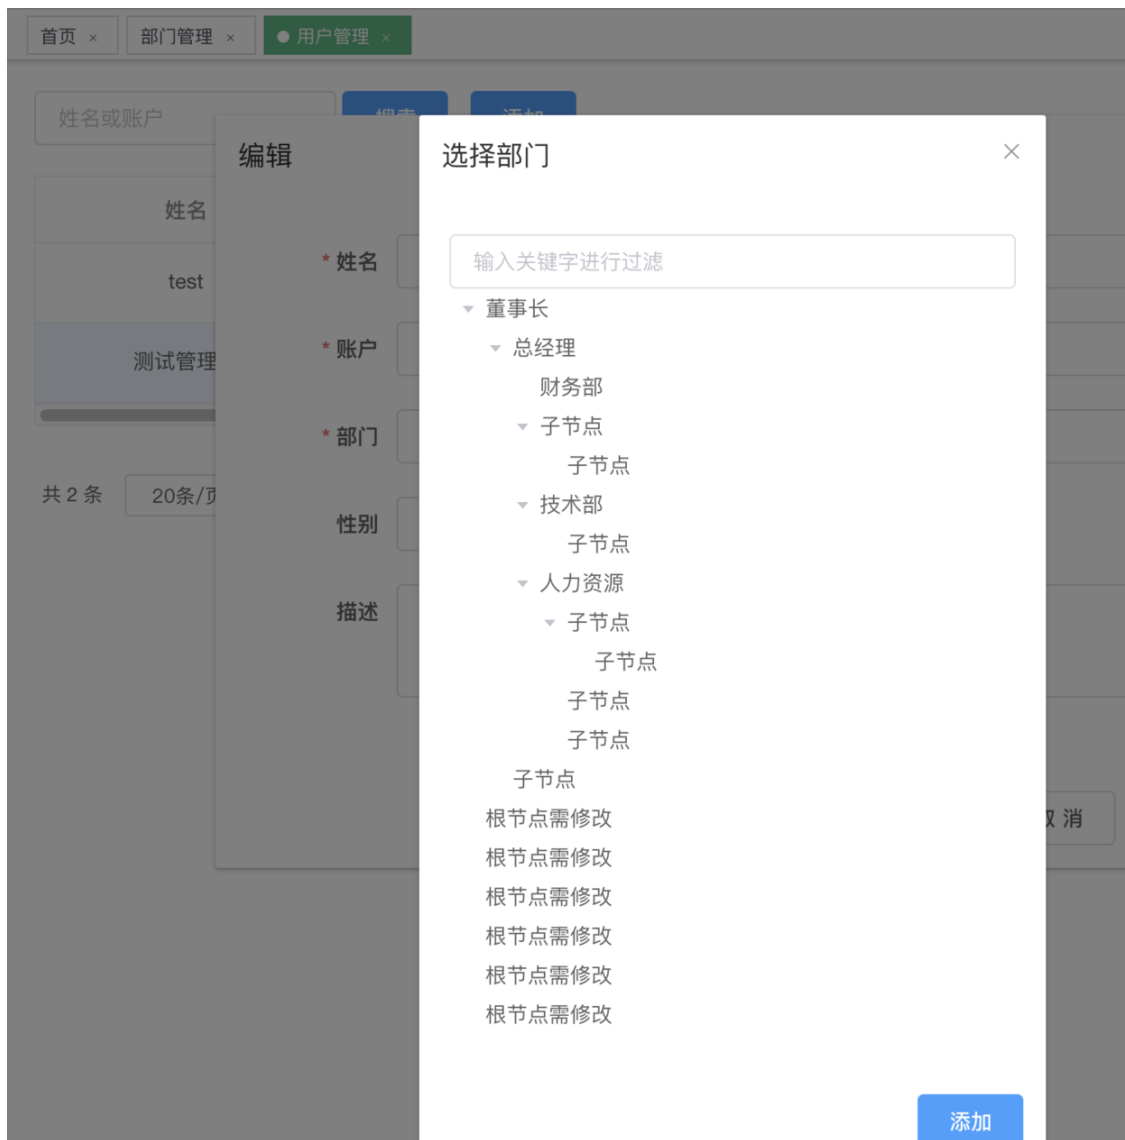 首页 × 部门管理 × 用户管理 ×
姓名或账户
编辑
姓名
test
测试管理
共 2 条 20条/页
* 姓名
* 账户
* 部门
性别
描述
选择部门
输入关键字进行过滤
董事长
总经理
财务部
子节点
子节点
技术部
子节点
人力资源
子节点
子节点
子节点
子节点
子节点
根节点需修改
根节点需修改
根节点需修改
根节点需修改
根节点需修改
根节点需修改
添加
消